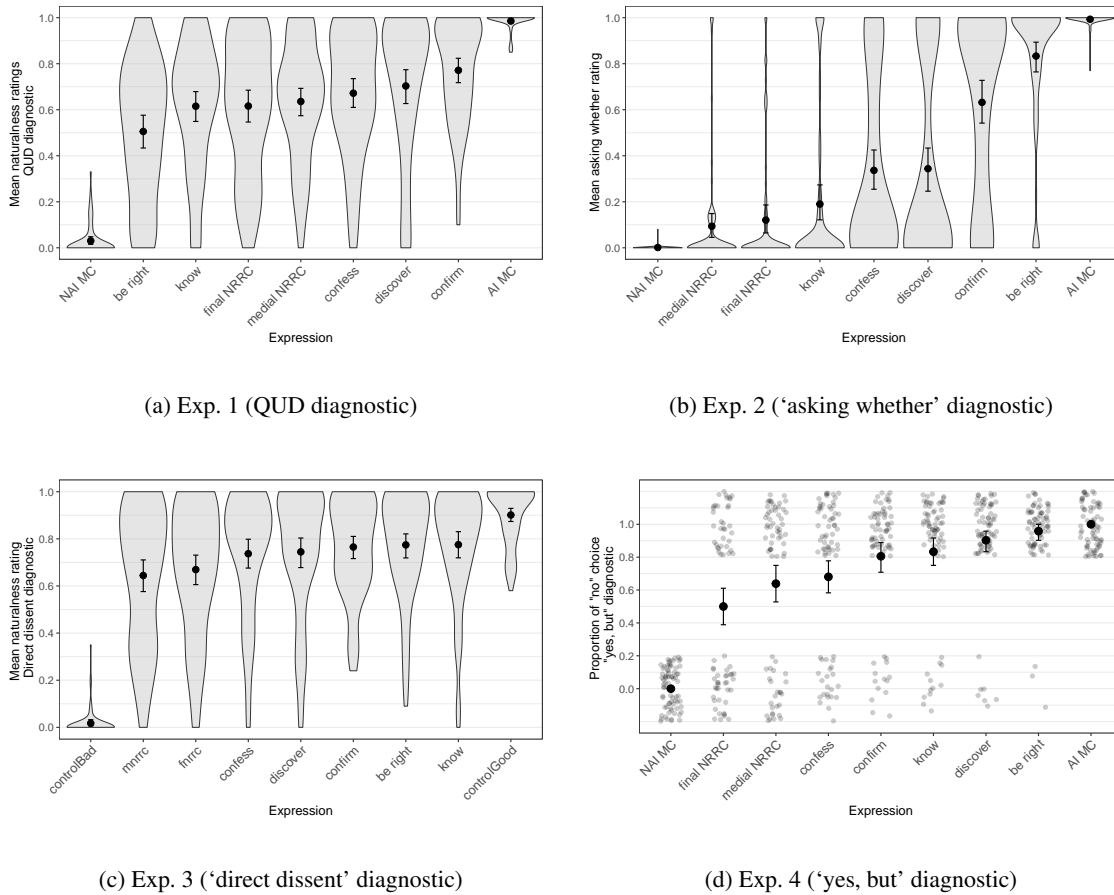 1.0
0.8
0.6
0.4
0.2
0.0
Mean naturalness ratings
QUD diagnostic
NAI MC
be right
know
final NRRC
medial NRRC
confess
discover
confirm
AI MC
Expression
(a) Exp. 1 (QUD diagnostic)
1.0
0.8
0.6
0.4
0.2
0.0
Mean asking whether rating
NAI MC
medial NRRC
final NRRC
know
confess
discover
confirm
be right
AI MC
Expression
(b) Exp. 2 (‘asking whether’ diagnostic)
1.0
0.8
0.6
0.4
0.2
0.0
Mean naturalness ratings
Direct dissent diagnostic
controlBad
mnrrc
fnrrc
confess
discover
confirm
be right
know
controlGood
Expression
(c) Exp. 3 (‘direct dissent’ diagnostic)
1.0
0.8
0.6
0.4
0.2
0.0
Proportion of "no" choice
"yes, but" diagnostic
NAI MC
final NRRC
medial NRRC
confess
confirm
know
discover
be right
AI MC
Expression
(d) Exp. 4 (‘yes, but’ diagnostic)